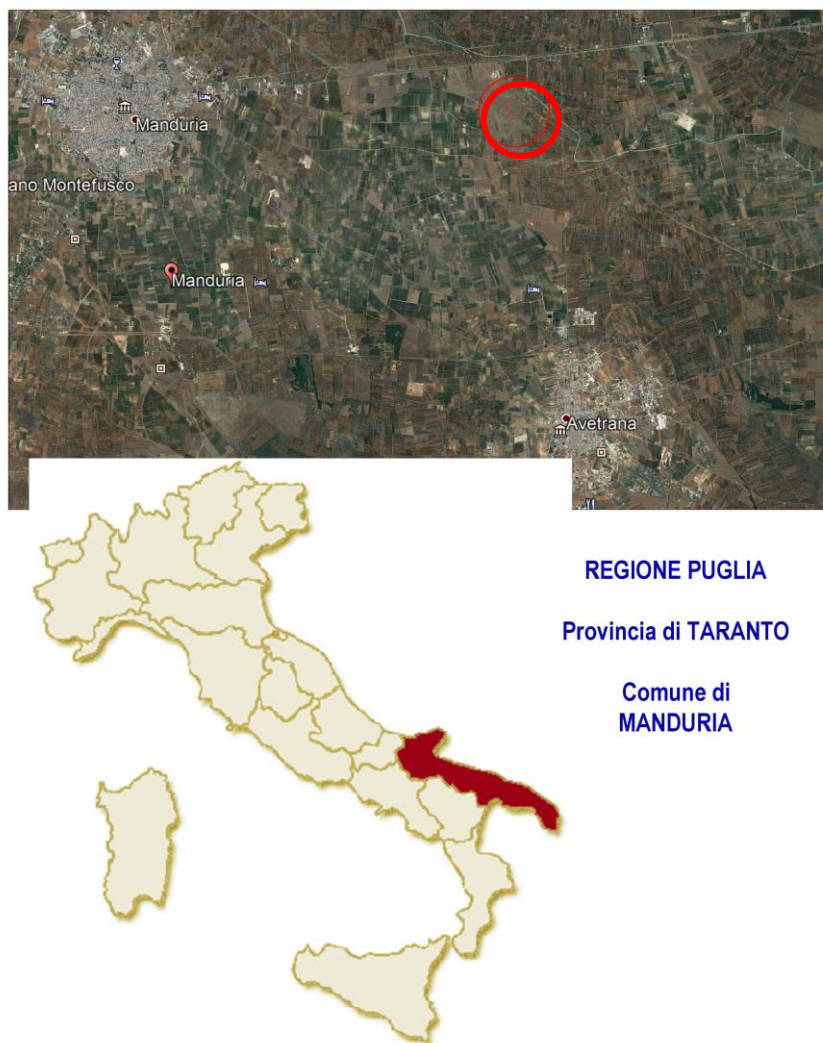 Manduria
ano Montefusco
Manduria
Avetrana
REGIONE PUGLIA
Provincia di TARANTO
Comune di
MANDURIA